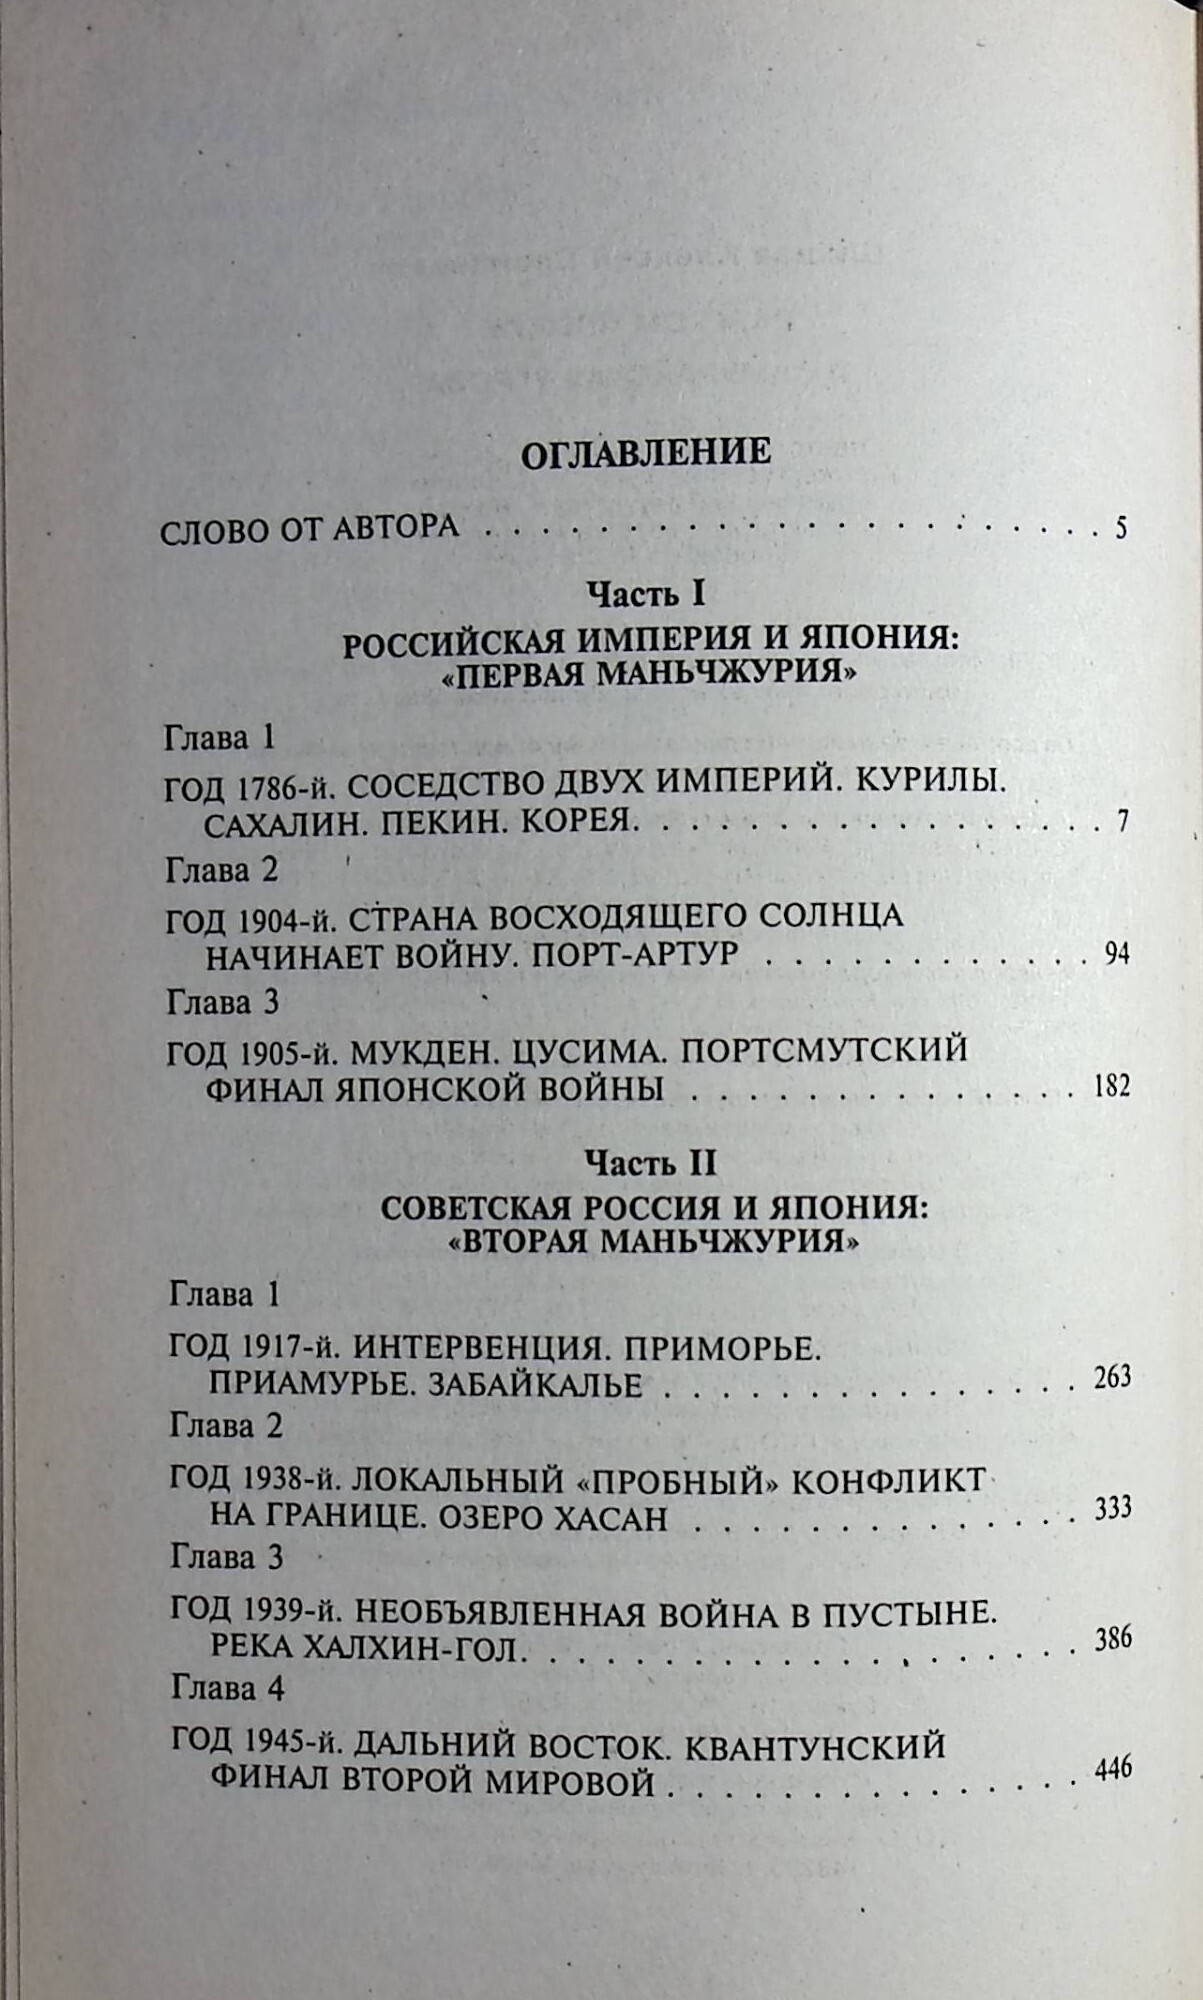 ОГЛАВЛЕНИЕ
СЛОВО ОТ АВТОРА . . . . . . . . . . . . . . . . . . . . . . 5
Часть I
РОССИЙСКАЯ ИМПЕРИЯ И ЯПОНИЯ:
«ПЕРВАЯ МАНЬЧЖУРИЯ»
Глава 1
ГОД 1786-й. СОСЕДСТВО ДВУХ ИМПЕРИЙ. КУРИЛЫ.
САХАЛИН. ПЕКИН. КОРЕЯ. . . . . . . . . . . . . . . . . 7
Глава 2
ГОД 1904-й. СТРАНА ВОСХОДЯЩЕГО СОЛНЦА
НАЧИНАЕТ ВОЙНУ. ПОРТ-АРТУР . . . . . . . . . . . . 94
Глава 3
ГОД 1905-й. МУКДЕН. ЦУСИМА. ПОРТСМУТСКИЙ
ФИНАЛ ЯПОНСКОЙ ВОЙНЫ . . . . . . . . . . . . . . 182
Часть II
СОВЕТСКАЯ РОССИЯ И ЯПОНИЯ:
«ВТОРАЯ МАНЬЧЖУРИЯ»
Глава 1
ГОД 1917-й. ИНТЕРВЕНЦИЯ. ПРИМОРЬЕ.
ПРИАМУРЬЕ. ЗАБАЙКАЛЬЕ . . . . . . . . . . . . . . . 263
Глава 2
ГОД 1938-й. ЛОКАЛЬНЫЙ «ПРОБНЫЙ» КОНФЛИКТ
НА ГРАНИЦЕ. ОЗЕРО ХАСАН . . . . . . . . . . . . . . 333
Глава 3
ГОД 1939-й. НЕОБЪЯВЛЕННАЯ ВОЙНА В ПУСТЫНЕ.
РЕКА ХАЛХИН-ГОЛ. . . . . . . . . . . . . . . . . . . . 386
Глава 4
ГОД 1945-й. ДАЛЬНИЙ ВОСТОК. КВАНТУНСКИЙ
ФИНАЛ ВТОРОЙ МИРОВОЙ . . . . . . . . . . . . . . . 446